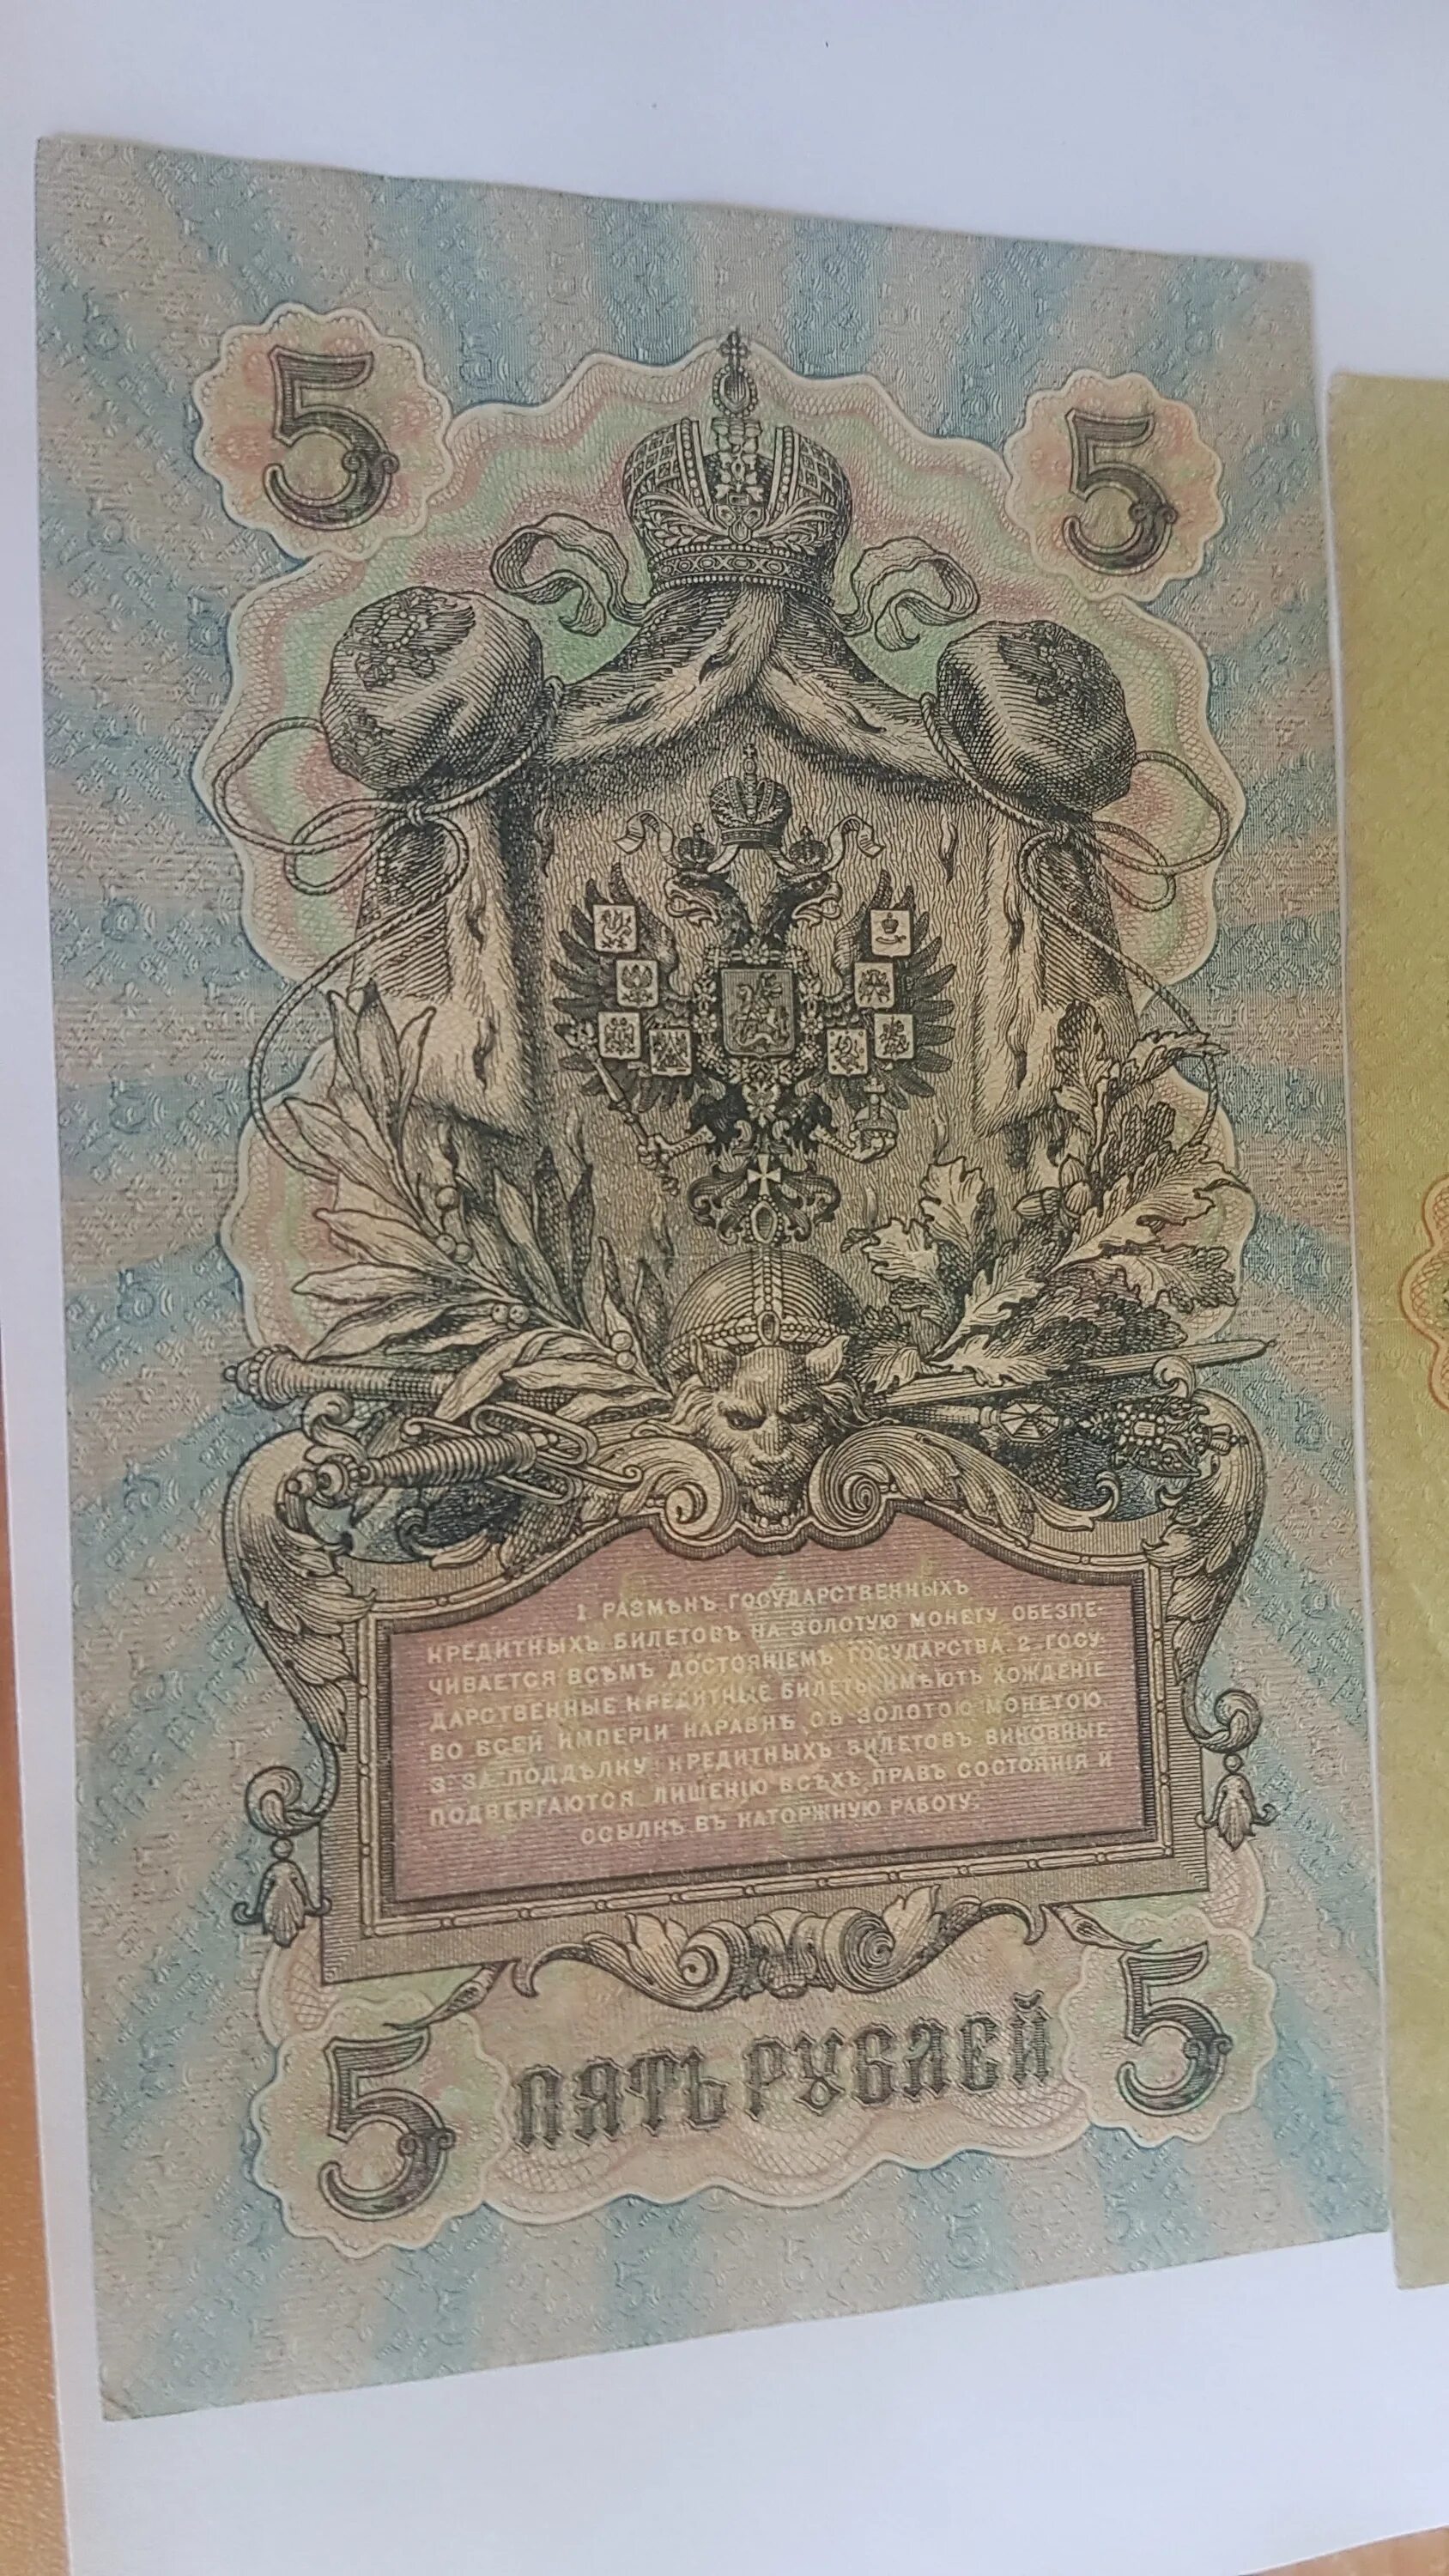 5 5
1. РАЗМѢНЪ ГОСУДАРСТВЕННЫХЪ
КРЕДИТНЫХЪ БИЛЕТОВЪ НА ЗОЛОТУЮ МОНЕТУ ОБЕЗПЕ-
ЧИВАЕТСЯ ВСѢМЪ ДОСТОЯНІЕМЪ ГОСУДАРСТВА. 2. ГОСУ-
ДАРСТВЕННЫЕ КРЕДИТНЫЕ БИЛЕТЫ ИМѢЮТЪ ХОЖДЕНІЕ
ВО ВСЕЙ ИМПЕРІИ НАРАВНѢ СЪ ЗОЛОТОЮ МОНЕТОЮ.
3. ЗА ПОДДѢЛКУ КРЕДИТНЫХЪ БИЛЕТОВЪ ВИНОВНЫЕ
ПОДВЕРГАЮТСЯ ЛИШЕНІЮ ВСѢХЪ ПРАВЪ СОСТОЯНІЯ И
ССЫЛКѢ ВЪ КАТОРЖНУЮ РАБОТУ.
5 ПЯТЬ РУБЛЕЙ 5